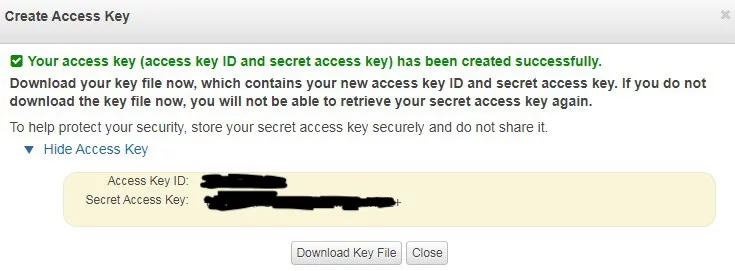 Create Access Key
Your access key (access key ID and secret access key) has been created successfully.
Download your key file now, which contains your new access key ID and secret access key. If you do not
download the key file now, you will not be able to retrieve your secret access key again.
To help protect your security, store your secret access key securely and do not share it.
Hide Access Key
Access Key ID:
Secret Access Key:
Download Key File Close